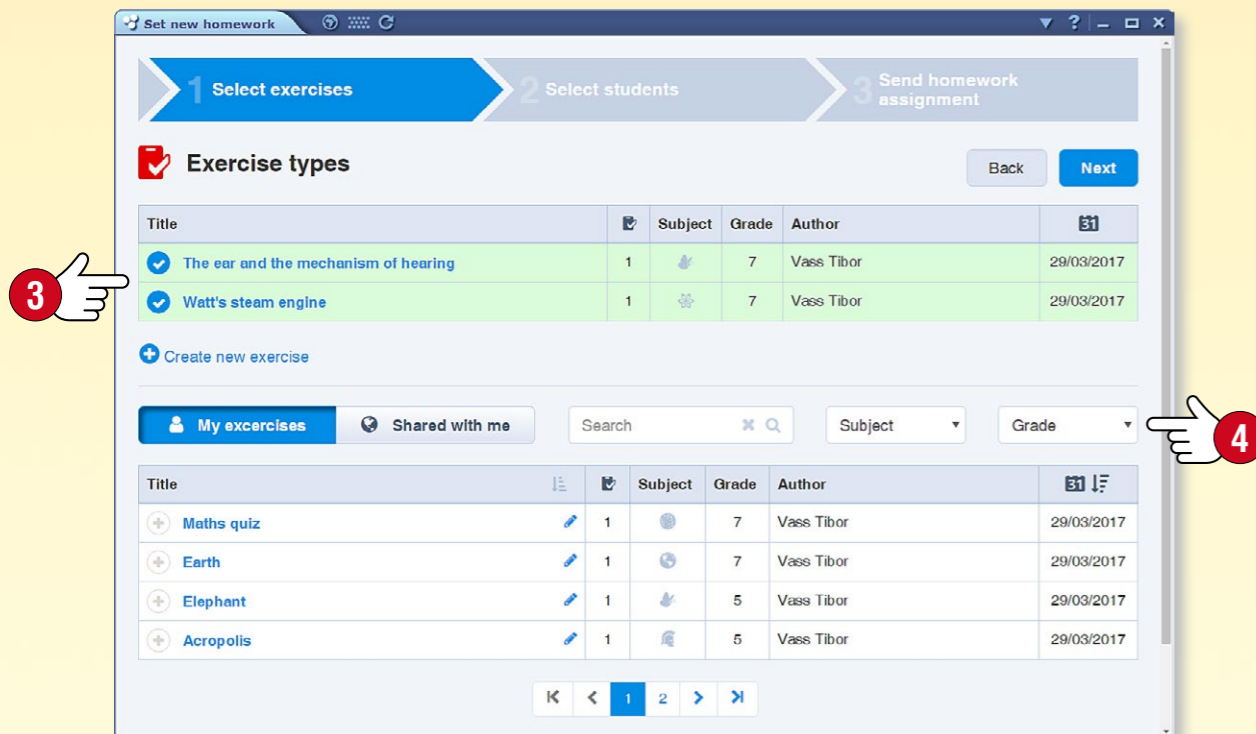 Set new homework
?
1 Select exercises
2 Select students
3 Send homework
assignment
Exercise types
Back
Next
Title Subject Grade Author 31
The ear and the mechanism of hearing 1 7 Vass Tibor 29/03/2017
Watt's steam engine 1 7 Vass Tibor 29/03/2017
3
Create new exercise
My excercises Shared with me Search Subject Grade
4
Title Subject Grade Author 31
Maths quiz 1 7 Vass Tibor 29/03/2017
Earth 1 7 Vass Tibor 29/03/2017
Elephant 1 5 Vass Tibor 29/03/2017
Acropolis 1 5 Vass Tibor 29/03/2017
1 2